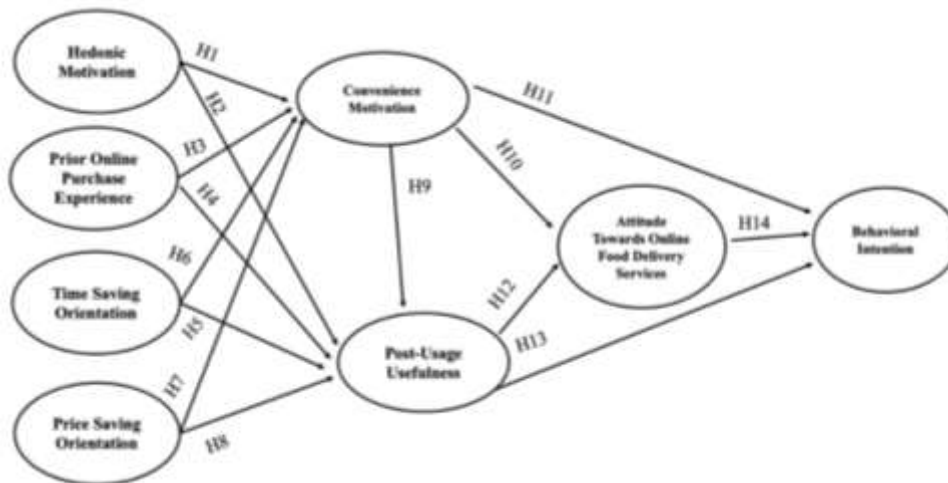 Hedonic
Motivation
Prior Online
Purchase
Experience
Time Saving
Orientation
Price Saving
Orientation
H1
H2
H3
H4
H6
H5
H7
H8
Convenience
Motivation
H9
Post-Usage
Usefulness
H11
H10
H12
H13
Attitude
Towards Online
Food Delivery
Services
H14
Behavioral
Intention